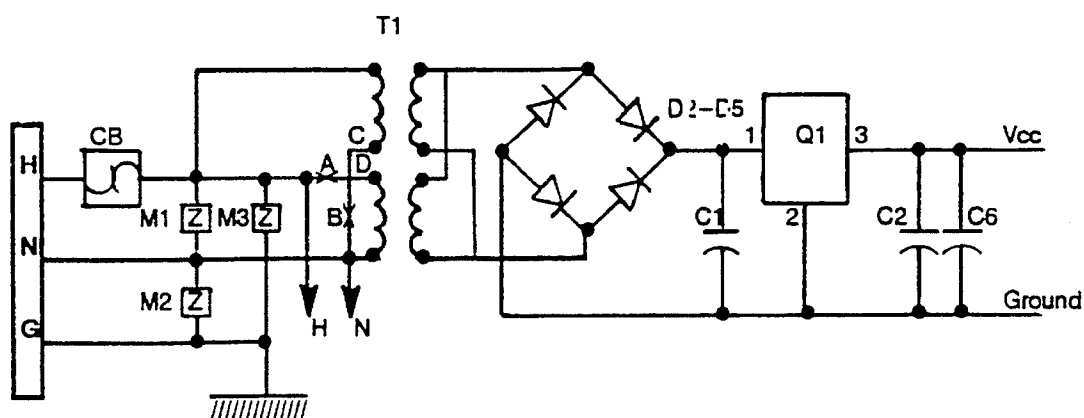 T1
CB
H
N
G
M1
Z
M3
Z
M2
Z
A
B
C
D
H
N
D2-D5
1
Q1
3
2
C1
C2
C6
Vcc
Ground